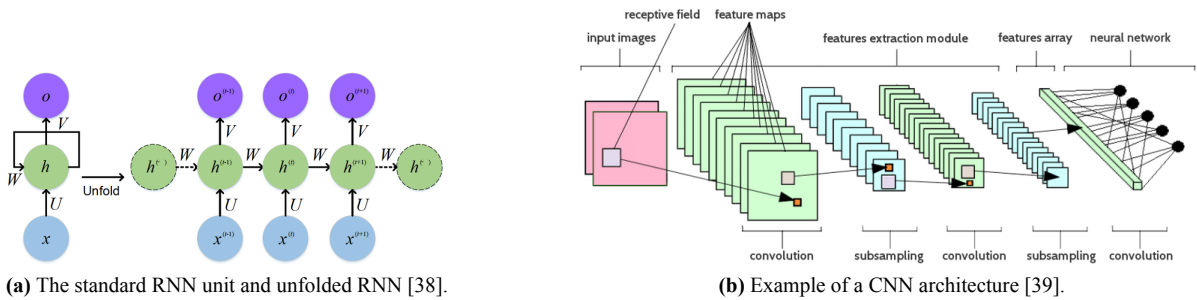 o
o(t-1)
o(t)
o(t+1)
V
V
V
V
h
W
Unfold
h(...)
W
h(t-1)
W
h(t)
W
h(t+1)
W
h(...)
U
U
U
U
x
x(t-1)
x(t)
x(t+1)
(a) The standard RNN unit and unfolded RNN [38].
receptive field
feature maps
input images
features extraction module
features array
neural network
convolution
subsampling
convolution
subsampling
convolution
(b) Example of a CNN architecture [39].